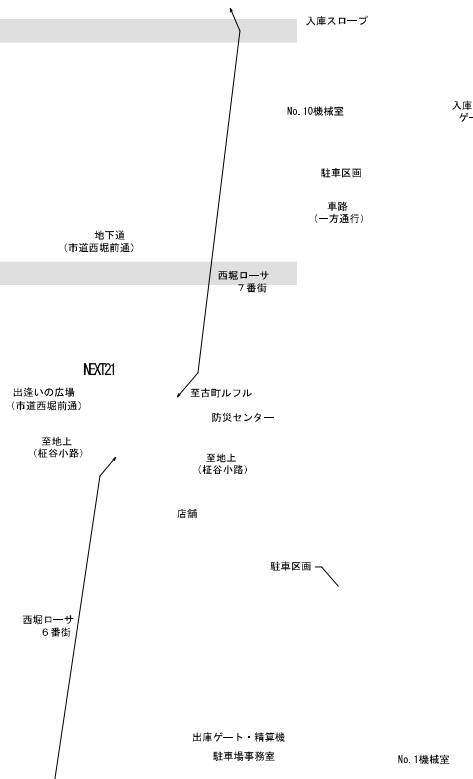 入庫スロープ
No.10機械室
入庫
ゲー
駐車区画
車路
(一方通行)
地下道
(市道西堀前通)
西堀ローサ
7番街
NEXT21
出逢いの広場
(市道西堀前通)
至古町ルフル
防災センター
至地上
(柾谷小路)
至地上
(柾谷小路)
店舗
駐車区画
西堀ローサ
6番街
出庫ゲート・精算機
駐車場事務室
No.1機械室